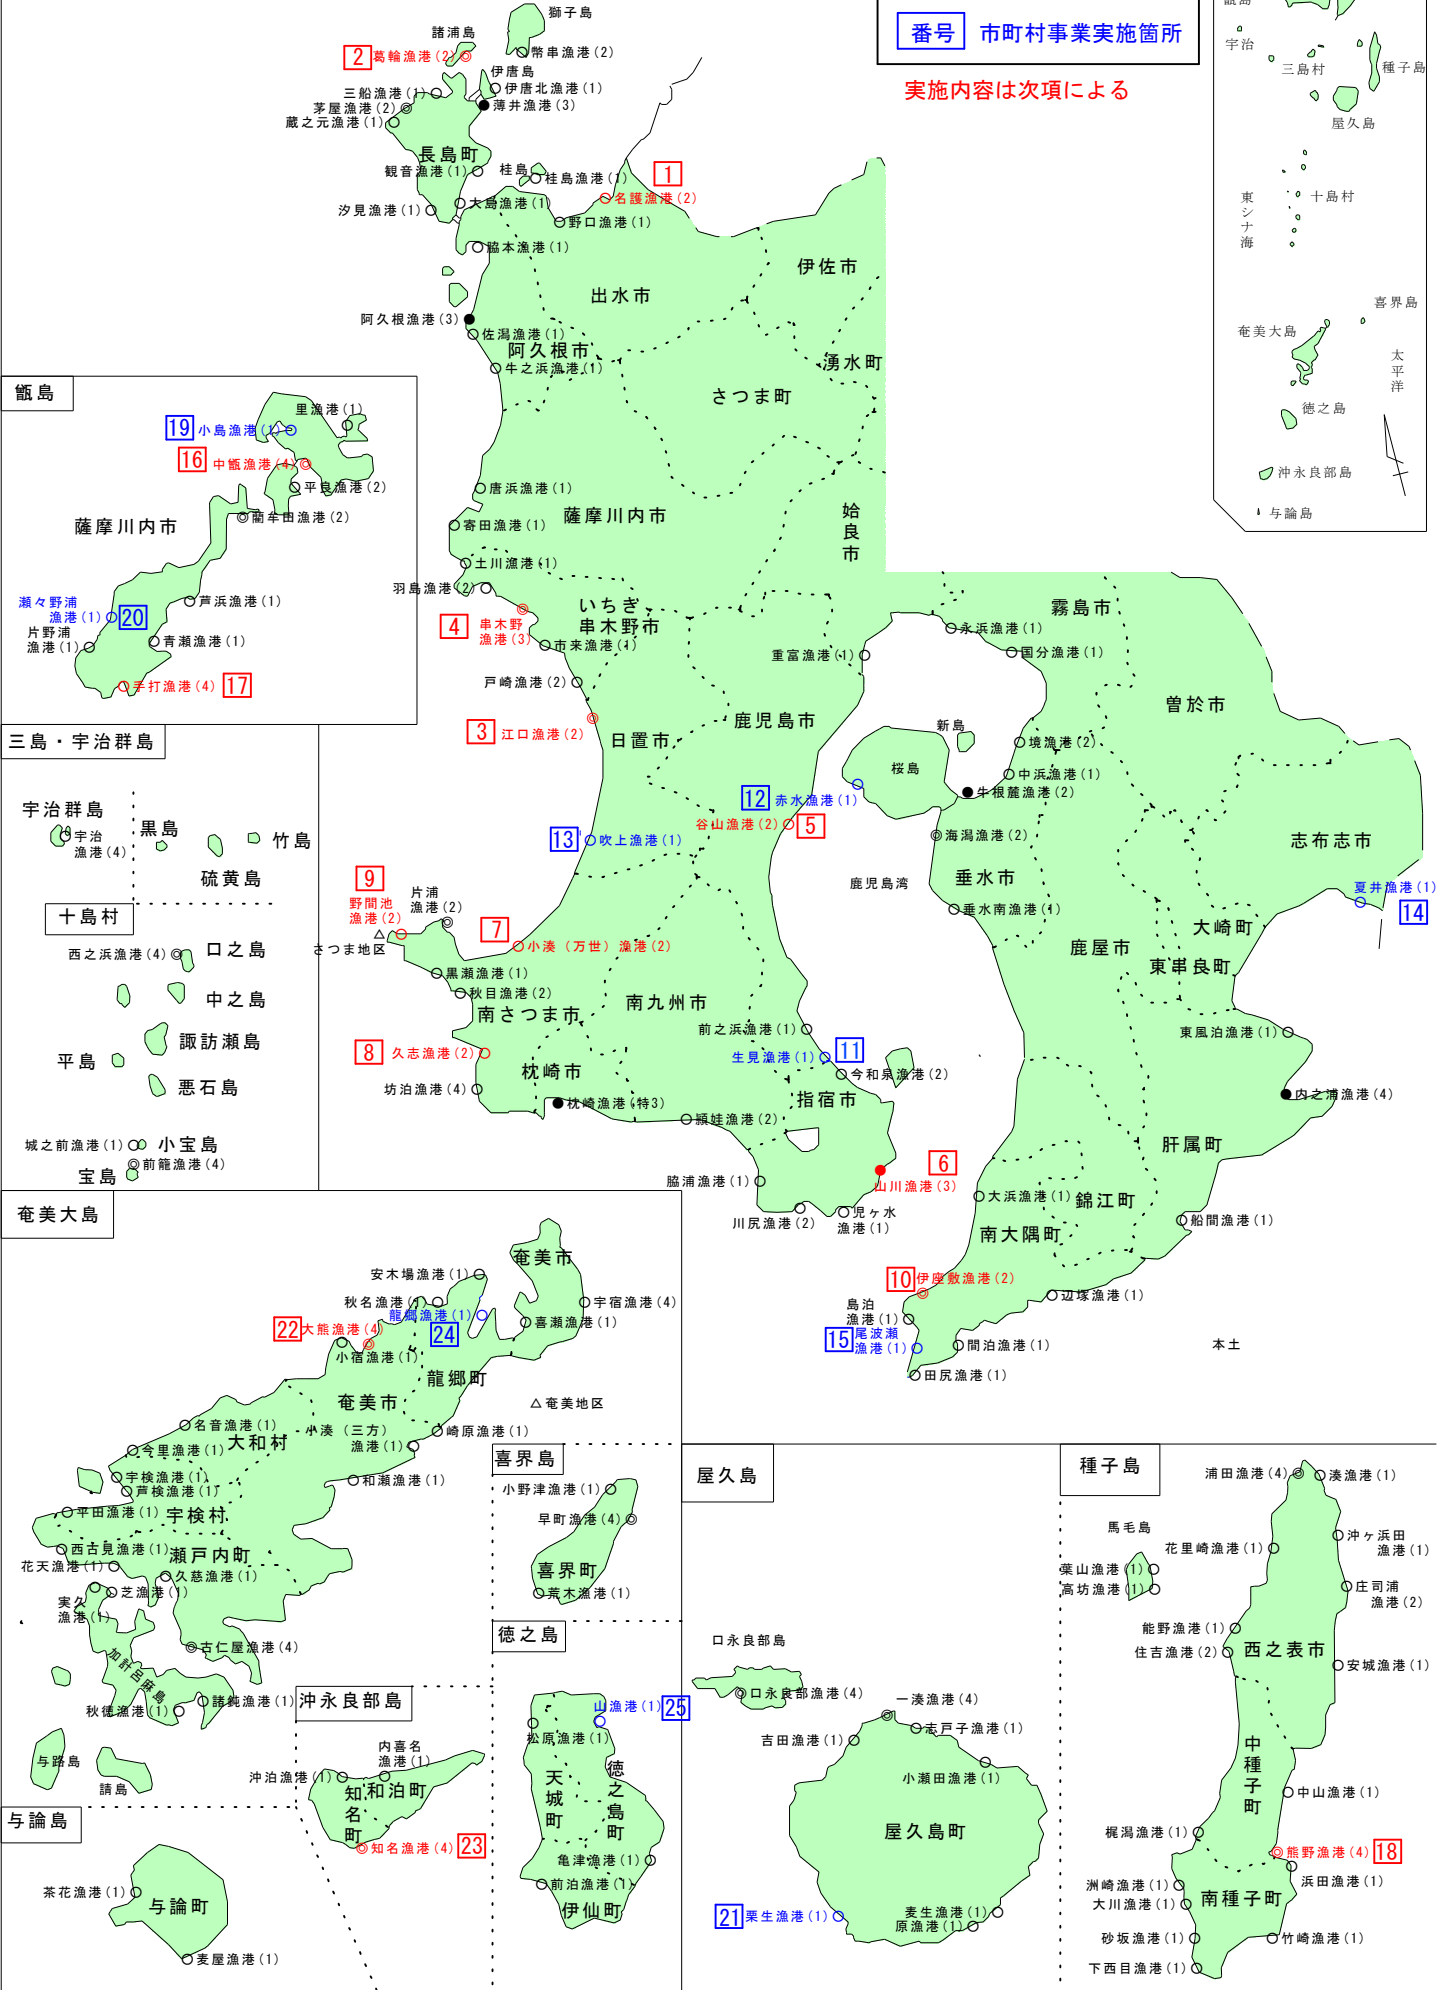 番号 市町村事業実施箇所
実施内容は次項による
獅子島
諸浦島
2 葛輪漁港(2)
幣串漁港(2)
伊唐島
伊唐北漁港(1)
三船漁港(1)
薄井漁港(3)
茅屋漁港(2)
蔵之元漁港(1)
長島町
観音漁港(1)
桂島
桂島漁港(1)
1
名護漁港(2)
大島漁港(1)
汐見漁港(1)
野口漁港(1)
脇本漁港(1)
伊佐市
出水市
阿久根漁港(3)
佐潟漁港(1)
阿久根市
牛之浜漁港(1)
湧水町
さつま町
唐浜漁港(1)
薩摩川内市
寄田漁港(1)
姶良市
土川漁港(1)
羽島漁港(2)
いちき
串木野市
4 串木野
漁港(3)
市来漁港(1)
戸崎漁港(2)
3 江口漁港(2)
日置市
鹿児島市
重富漁港(1)
永浜漁港(1)
国分漁港(1)
霧島市
曽於市
新島
桜島
境漁港(2)
中浜漁港(1)
牛根麓漁港(2)
12 赤水漁港(1)
谷山漁港(2) 5
13 吹上漁港(1)
海潟漁港(2)
志布志市
鹿児島湾
垂水市
夏井漁港(1)
14
垂水南漁港(1)
大崎町
鹿屋市
東串良町
9
野間池
漁港(2)
片浦
漁港(2)
7
小湊(万世)漁港(2)
△
さつま地区
黒瀬漁港(1)
秋目漁港(2)
南さつま市
南九州市
前之浜漁港(1)
東風泊漁港(1)
8 久志漁港(2)
生見漁港(1) 11
今和泉漁港(2)
枕崎市
坊泊漁港(4)
枕崎漁港(特3)
指宿市
頴娃漁港(2)
内之浦漁港(4)
肝属町
6
山川漁港(3)
脇浦漁港(1)
川尻漁港(2)
児ヶ水
漁港(1)
大浜漁港(1)
錦江町
船間漁港(1)
南大隅町
10 伊座敷漁港(2)
辺塚漁港(1)
島泊
漁港(1)
15 尾波瀬
漁港(1)
間泊漁港(1)
田尻漁港(1)
本土
甑島
里漁港(1)
19 小島漁港(1)
16 中甑漁港(4)
平良漁港(2)
薩摩川内市
藺牟田漁港(2)
瀬々野浦
漁港(1) 20
芦浜漁港(1)
片野浦
漁港(1)
青瀬漁港(1)
手打漁港(4) 17
三島・宇治群島
宇治群島
宇治
漁港(4)
黒島
竹島
硫黄島
十島村
西之浜漁港(4)
口之島
中之島
諏訪瀬島
平島
悪石島
城之前漁港(1)
小宝島
前籠漁港(4)
宝島
宇治
三島村
種子島
屋久島
東シナ海
十島村
喜界島
奄美大島
太平洋
徳之島
沖永良部島
与論島
奄美大島
奄美市
安木場漁港(1)
秋名漁港(1)
龍郷漁港(1)
24
宇宿漁港(4)
喜瀬漁港(1)
22 大熊漁港(4)
小宿漁港(1)
龍郷町
奄美市
△奄美地区
名音漁港(1)
大和村
小湊(三方)
漁港(1)
崎原漁港(1)
今里漁港(1)
和瀬漁港(1)
宇検漁港(1)
芦検漁港(1)
平田漁港(1)
宇検村
西古見漁港(1)
瀬戸内町
花天漁港(1)
久慈漁港(1)
芝漁港(1)
実久
漁港(1)
古仁屋漁港(4)
加計呂麻島
諸鈍漁港(1)
秋徳漁港(1)
与路島
請島
喜界島
小野津漁港(1)
早町漁港(4)
喜界町
荒木漁港(1)
徳之島
山漁港(1) 25
松原漁港(1)
天城町
徳之島町
亀津漁港(1)
前泊漁港(1)
伊仙町
沖永良部島
内喜名
漁港(1)
沖泊漁港(1)
知名町
和泊町
知名漁港(4) 23
与論島
茶花漁港(1)
与論町
麦屋漁港(1)
屋久島
口永良部島
口永良部漁港(4)
一湊漁港(4)
志戸子漁港(1)
吉田漁港(1)
小瀬田漁港(1)
屋久島町
21 栗生漁港(1)
麦生漁港(1)
原漁港(1)
種子島
浦田漁港(4)
湊漁港(1)
馬毛島
花里崎漁港(1)
沖ヶ浜田
漁港(1)
葉山漁港(1)
高坊漁港(1)
庄司浦
漁港(2)
能野漁港(1)
住吉漁港(2)
西之表市
安城漁港(1)
中種子町
中山漁港(1)
梶潟漁港(1)
熊野漁港(4) 18
浜田漁港(1)
洲崎漁港(1)
大川漁港(1)
南種子町
砂坂漁港(1)
竹崎漁港(1)
下西目漁港(1)